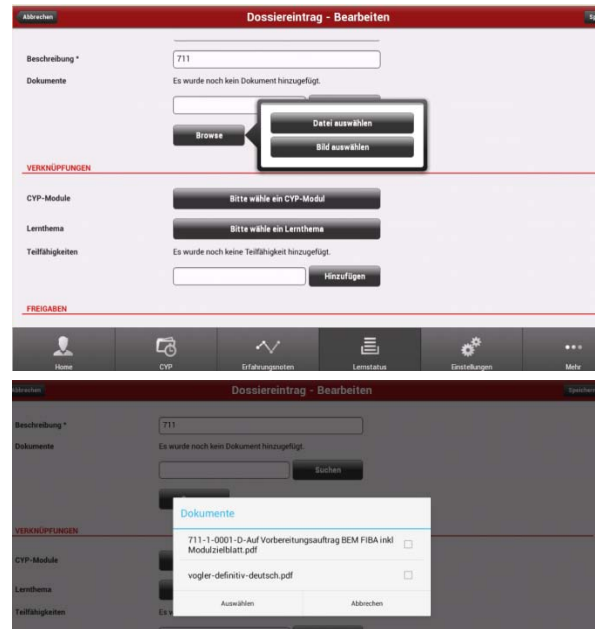 Abbrechen
Dossiereintrag - Bearbeiten
Beschreibung *
711
Dokumente
Es wurde noch kein Dokument hinzugefügt.
Browse
Datei auswählen
Bild auswählen
VERKNÜPFUNGEN
CYP-Module
Bitte wähle ein CYP-Modul
Lernthema
Bitte wähle ein Lernthema
Teilfähigkeiten
Es wurde noch keine Teilfähigkeit hinzugefügt.
Hinzufügen
FREIGABEN
Home
CYP
Erfahrungsnoten
Lernstatus
Einstellungen
Mehr
Abbrechen
Dossiereintrag - Bearbeiten
Speichern
Beschreibung *
711
Dokumente
Es wurde noch kein Dokument hinzugefügt.
Suchen
Dokumente
711-1-0001-D-Auf Vorbereitungsauftrag BEM FIBA inkl
Modulzielblatt.pdf
vogler-definitiv-deutsch.pdf
Auswählen
Abbrechen
VERKNÜPFUNGEN
CYP-Module
Lernthema
Teilfähigkeiten